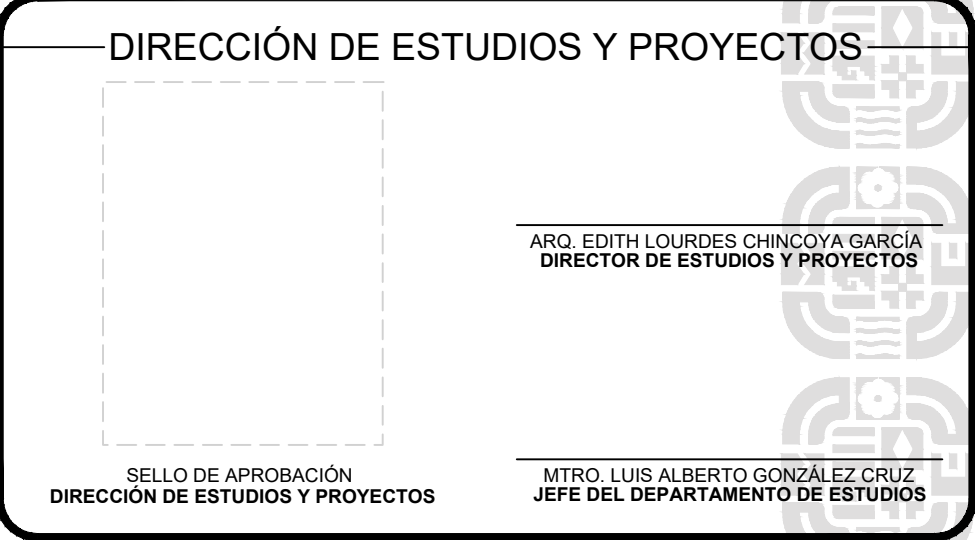 DIRECCIÓN DE ESTUDIOS Y PROYECTOS
ARQ. EDITH LOURDES CHINCOYA GARCÍA
DIRECTOR DE ESTUDIOS Y PROYECTOS
SELLO DE APROBACIÓN
DIRECCIÓN DE ESTUDIOS Y PROYECTOS
MTRO. LUIS ALBERTO GONZÁLEZ CRUZ
JEFE DEL DEPARTAMENTO DE ESTUDIOS